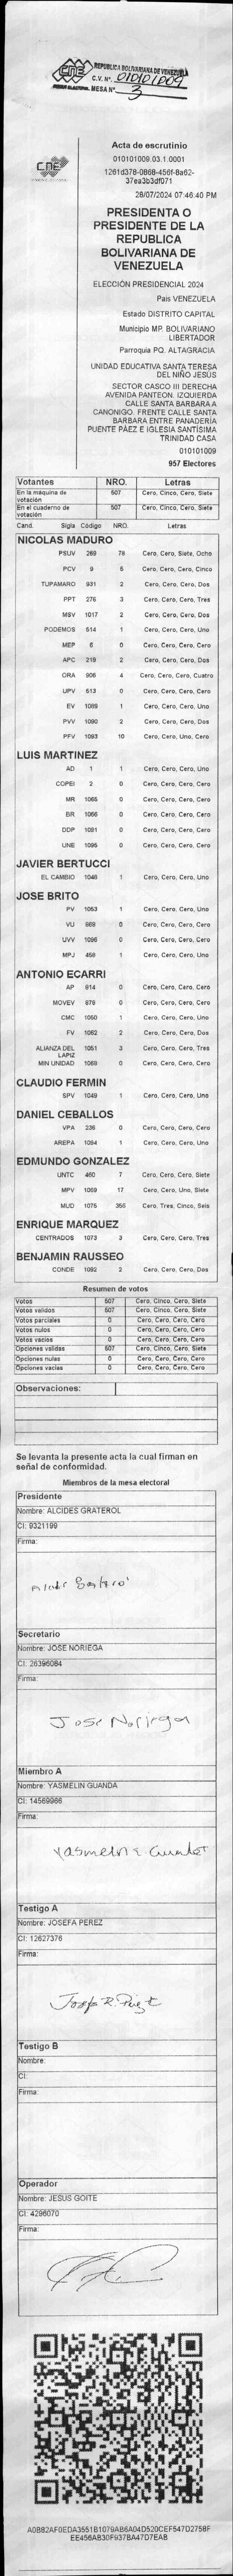 CNE
REPUBLICA BOLIVARIANA DE VENEZUELA
C.V. Nº. 010101009
MESA Nº 3
CNE
Acta de escrutinio
010101009.03.1.0001
1261d378-0868-456f-8a62-
37ea3b3df071
28/07/2024 07:46:40 PM
PRESIDENTA O
PRESIDENTE DE LA
REPUBLICA
BOLIVARIANA DE
VENEZUELA
ELECCIÓN PRESIDENCIAL 2024
Pais VENEZUELA
Estado DISTRITO CAPITAL
Municipio MP. BOLIVARIANO
LIBERTADOR
Parroquia PQ. ALTAGRACIA
UNIDAD EDUCATIVA SANTA TERESA
DEL NIÑO JESÚS
SECTOR CASCO III DERECHA
AVENIDA PANTEON. IZQUIERDA
CALLE SANTA BARBARA A
CANONIGO. FRENTE CALLE SANTA
BARBARA ENTRE PANADERÍA
PUENTE PÁEZ E IGLESIA SANTÍSIMA
TRINIDAD CASA
010101009
957 Electores
Votantes NRO. Letras
En la máquina de
votación 507 Cero, Cinco, Cero, Siete
En el cuaderno de
votación 507 Cero, Cinco, Cero, Siete
Cand. Sigla Código NRO. Letras
NICOLAS MADURO
PSUV 269 78 Cero, Cero, Siete, Ocho
PCV 9 5 Cero, Cero, Cero, Cinco
TUPAMARO 931 2 Cero, Cero, Cero, Dos
PPT 276 3 Cero, Cero, Cero, Tres
MSV 1017 2 Cero, Cero, Cero, Dos
PODEMOS 514 1 Cero, Cero, Cero, Uno
MEP 6 0 Cero, Cero, Cero, Cero
APC 219 2 Cero, Cero, Cero, Dos
ORA 906 4 Cero, Cero, Cero, Cuatro
UPV 513 0 Cero, Cero, Cero, Cero
EV 1089 1 Cero, Cero, Cero, Uno
PVV 1090 2 Cero, Cero, Cero, Dos
PFV 1093 10 Cero, Cero, Uno, Cero
LUIS MARTINEZ
AD 1 1 Cero, Cero, Cero, Uno
COPEI 2 0 Cero, Cero, Cero, Cero
MR 1065 0 Cero, Cero, Cero, Cero
BR 1066 0 Cero, Cero, Cero, Cero
DDP 1091 0 Cero, Cero, Cero, Cero
UNE 1095 0 Cero, Cero, Cero, Cero
JAVIER BERTUCCI
EL CAMBIO 1046 1 Cero, Cero, Cero, Uno
JOSE BRITO
PV 1053 1 Cero, Cero, Cero, Uno
VU 989 0 Cero, Cero, Cero, Cero
UVV 1096 0 Cero, Cero, Cero, Cero
MPJ 459 1 Cero, Cero, Cero, Uno
ANTONIO ECARRI
AP 914 0 Cero, Cero, Cero, Cero
MOVEV 878 0 Cero, Cero, Cero, Cero
CMC 1050 1 Cero, Cero, Cero, Uno
FV 1062 2 Cero, Cero, Cero, Dos
ALIANZA DEL
LAPIZ 1051 3 Cero, Cero, Cero, Tres
MIN UNIDAD 1068 0 Cero, Cero, Cero, Cero
CLAUDIO FERMIN
SPV 1049 1 Cero, Cero, Cero, Uno
DANIEL CEBALLOS
VPA 236 0 Cero, Cero, Cero, Cero
AREPA 1094 1 Cero, Cero, Cero, Uno
EDMUNDO GONZALEZ
UNTC 460 7 Cero, Cero, Cero, Siete
MPV 1069 17 Cero, Cero, Uno, Siete
MUD 1075 356 Cero, Tres, Cinco, Seis
ENRIQUE MARQUEZ
CENTRADOS 1073 3 Cero, Cero, Cero, Tres
BENJAMIN RAUSSEO
CONDE 1092 2 Cero, Cero, Cero, Dos
Resumen de votos
Votos 507 Cero, Cinco, Cero, Siete
Votos validos 507 Cero, Cinco, Cero, Siete
Votos parciales 0 Cero, Cero, Cero, Cero
Votos nulos 0 Cero, Cero, Cero, Cero
Votos vacios 0 Cero, Cero, Cero, Cero
Opciones validas 507 Cero, Cinco, Cero, Siete
Opciones nulas 0 Cero, Cero, Cero, Cero
Opciones vacias 0 Cero, Cero, Cero, Cero
Observaciones:
Se levanta la presente acta la cual firman en
señal de conformidad.
Miembros de la mesa electoral
Presidente
Nombre: ALCIDES GRATEROL
CI: 9321199
Firma:
Secretario
Nombre: JOSE NORIEGA
CI: 26396084
Firma:
Jose Noriega
Miembro A
Nombre: YASMELIN GUANDA
CI: 14569966
Firma:
Testigo A
Nombre: JOSEFA PEREZ
CI: 12627376
Firma:
Testigo B
Nombre:
CI:
Firma:
Operador
Nombre: JESUS GOITE
CI: 4296070
Firma:
A0B82AF0EDA3551B1079AB6A04D520CEF547D2758F
EE456AB30F937BA47D7EAB